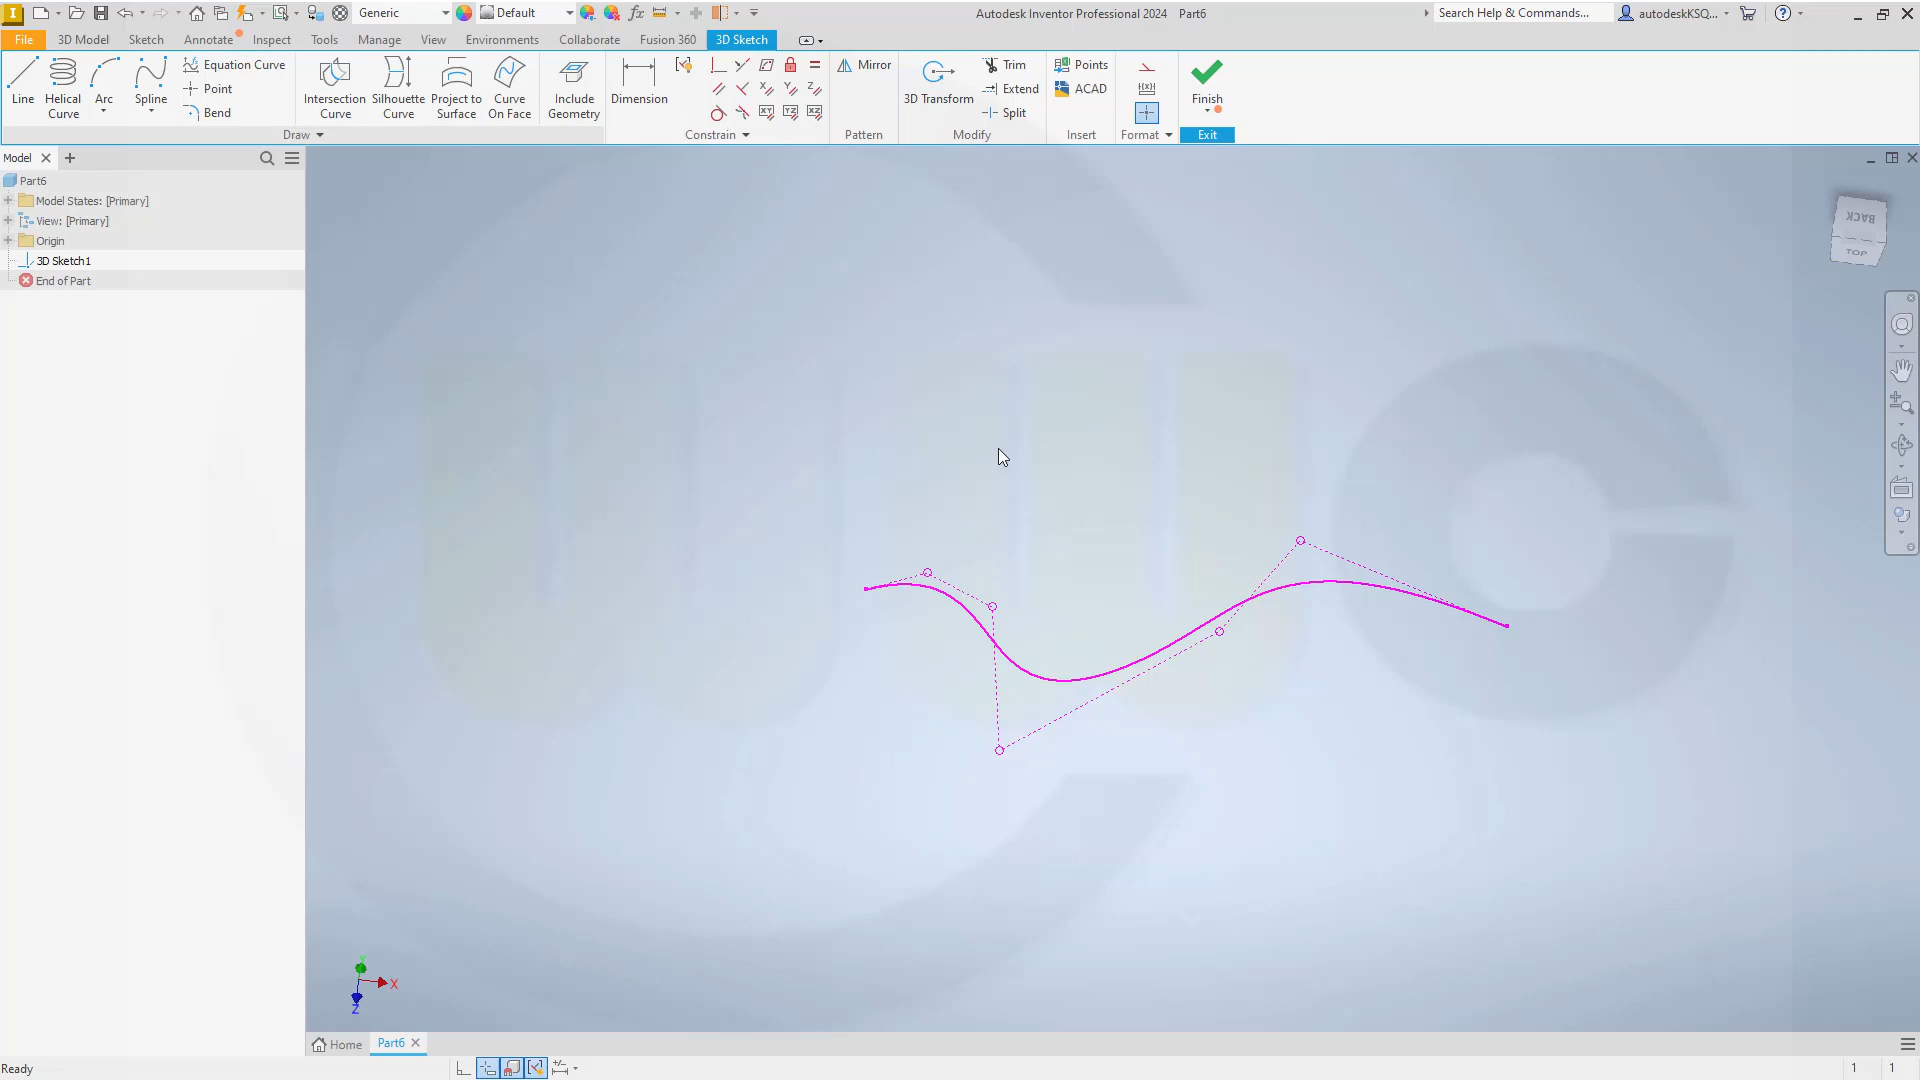 Generic
Default
Autodesk Inventor Professional 2024 Part6
Search Help & Commands...
autodeskKSQ...
File
3D Model
Sketch
Annotate
Inspect
Tools
Manage
View
Environments
Collaborate
Fusion 360
3D Sketch
Line
Helical
Curve
Arc
Spline
Equation Curve
Point
Bend
Intersection
Curve
Silhouette
Curve
Project to
Surface
Curve
On Face
Include
Geometry
Dimension
Mirror
3D Transform
Trim
Extend
Split
Points
ACAD
Finish
Draw
Constrain
Pattern
Modify
Insert
Format
Exit
Model
Part6
Model States: [Primary]
View: [Primary]
Origin
3D Sketch1
End of Part
BACK
TOP
X
Z
Home
Part6
Ready
1
1